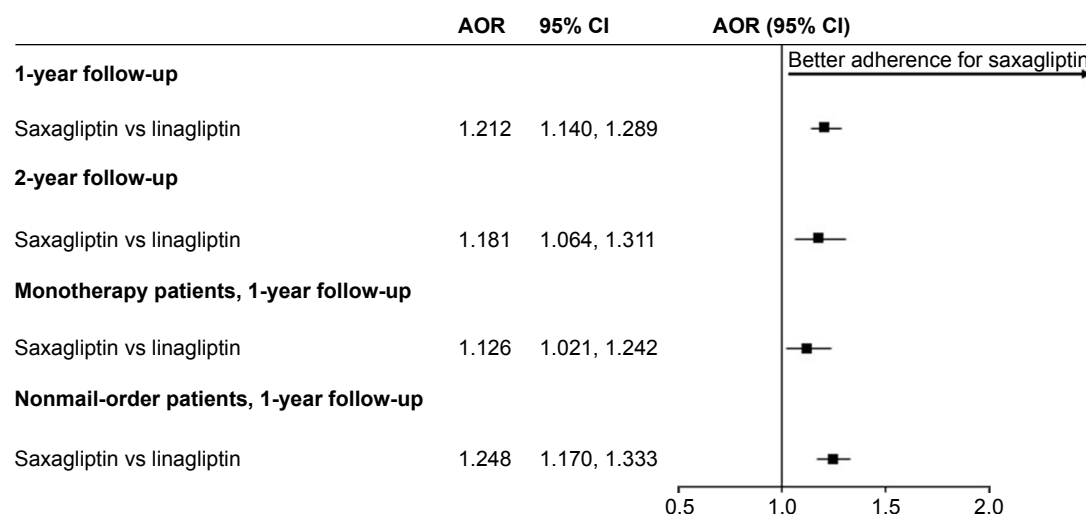 AOR 95% CI AOR (95% CI)
Better adherence for saxagliptin
1-year follow-up
Saxagliptin vs linagliptin 1.212 1.140, 1.289
2-year follow-up
Saxagliptin vs linagliptin 1.181 1.064, 1.311
Monotherapy patients, 1-year follow-up
Saxagliptin vs linagliptin 1.126 1.021, 1.242
Nonmail-order patients, 1-year follow-up
Saxagliptin vs linagliptin 1.248 1.170, 1.333
0.5 1.0 1.5 2.0